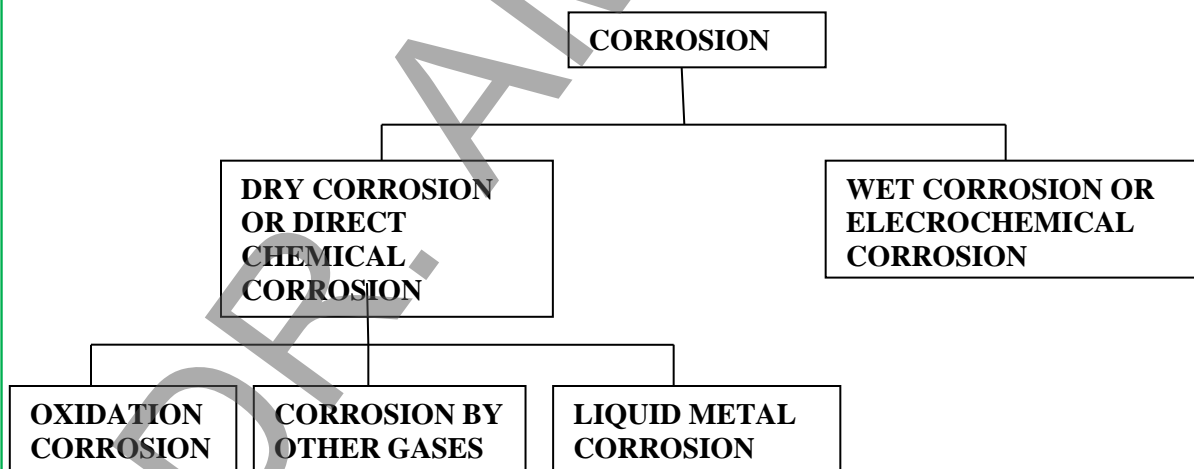 CORROSION
DRY CORROSION
OR DIRECT
CHEMICAL
CORROSION
WET CORROSION OR
ELECROCHEMICAL
CORROSION
OXIDATION
CORROSION
CORROSION BY
OTHER GASES
LIQUID METAL
CORROSION
DR. A